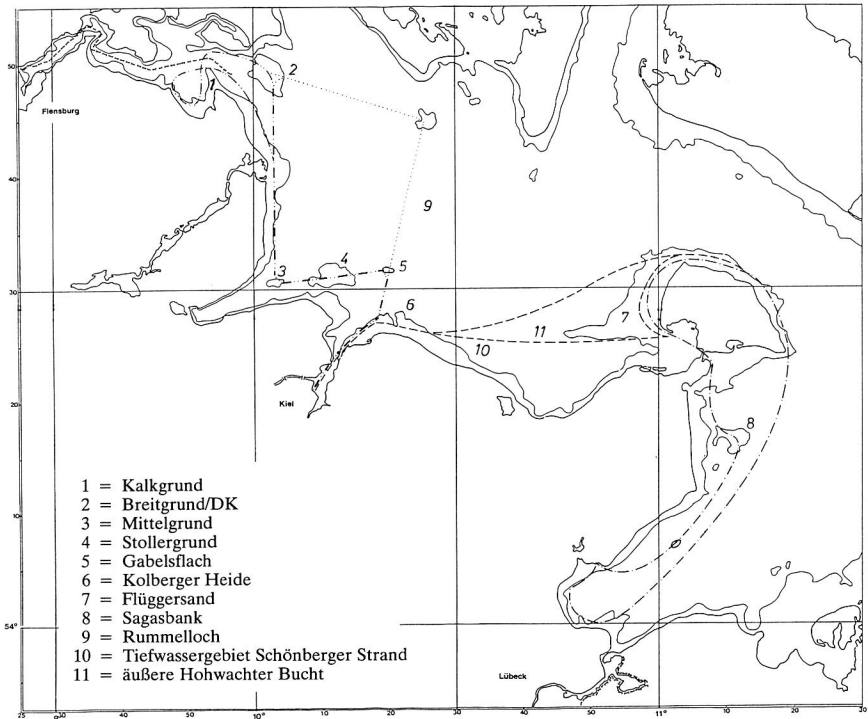 50
2
Flensburg
1
40
9
3
4
5
30
6
7
11
10
Kiel
20
8
1 = Kalkgrund
2 = Breitgrund/DK
3 = Mittelgrund
4 = Stollergrund
5 = Gabelsflach
6 = Kolberger Heide
7 = Flüggersand
8 = Sagasbank
9 = Rummelloch
10 = Tiefwassergebiet Schönberger Strand
11 = äußere Hohwachter Bucht
10
54°
Lübeck
25 30 40 50 10° 10 20 30 40 50 11° 10 20 30